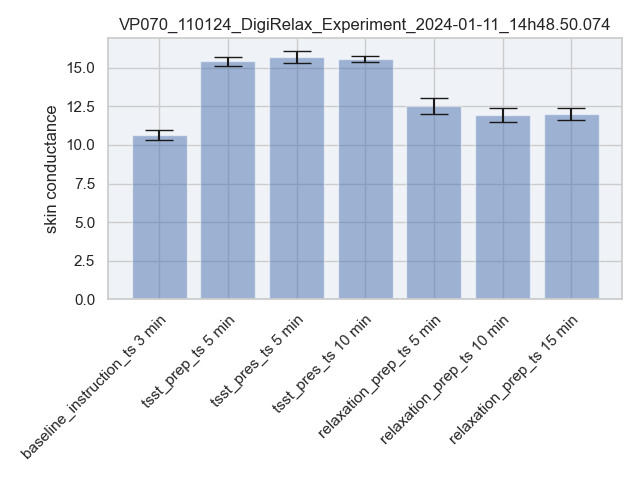 VP070_110124_DigiRelax_Experiment_2024-01-11_14h48.50.074
skin conductance
15.0
12.5
10.0
7.5
5.0
2.5
0.0
baseline_instruction_ts 3 min
tsst_prep_ts 5 min
tsst_pres_ts 5 min
tsst_pres_ts 10 min
relaxation_prep_ts 5 min
relaxation_prep_ts 10 min
relaxation_prep_ts 15 min